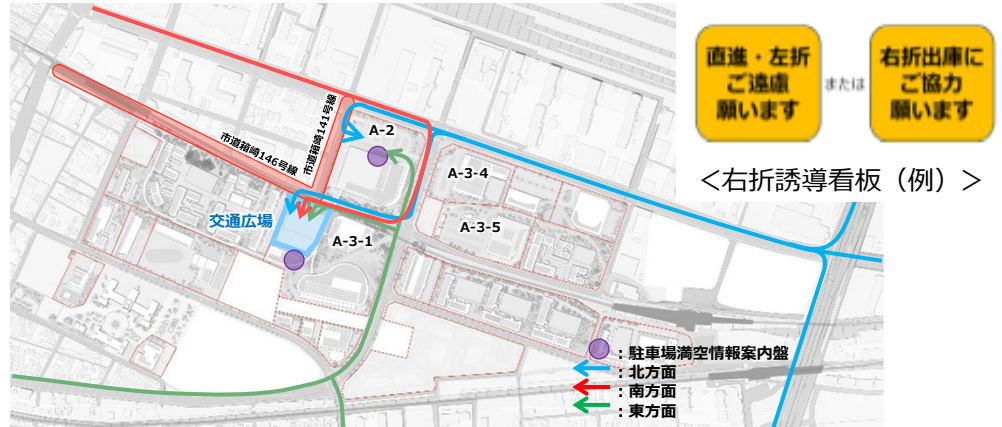 直進・左折
ご遠慮
願います
または
右折出庫に
ご協力
願います
＜右折誘導看板（例）＞
市道箱崎146号線
市道箱崎141号線
A-2
A-3-4
A-3-5
交通広場
A-3-1
：駐車場満空情報案内盤
：北方面
：南方面
：東方面